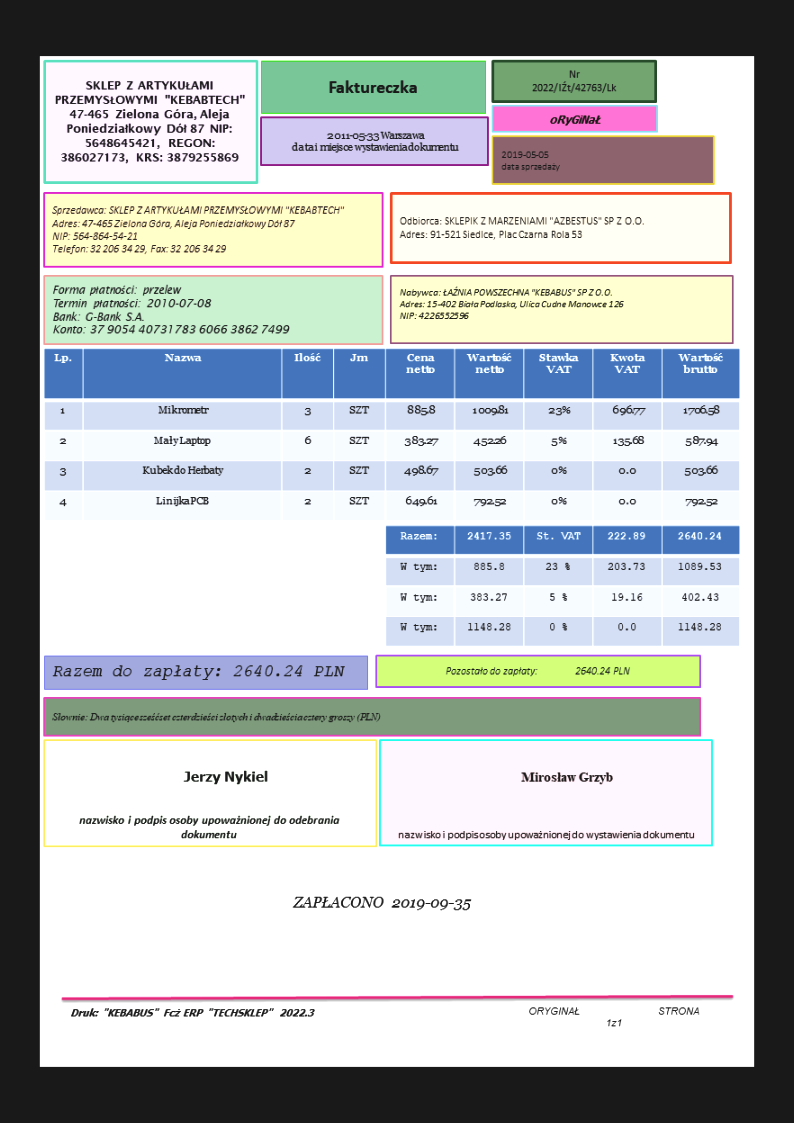 SKLEP Z ARTYKUŁAMI
PRZEMYSŁOWYMI "KEBABTECH"
47-465 Zielona Góra, Aleja
Poniedziałkowy Dół 87 NIP:
5648645421, REGON:
386027173, KRS: 3879255869
Faktureczka
2011-05-33 Warszawa
data i miejsce wystawienia dokumentu
Nr
2022/IŹt/42763/Lk
oRyGiNaŁ
2019-05-05
data sprzedaży
Sprzedawca: SKLEP Z ARTYKUŁAMI PRZEMYSŁOWYMI "KEBABTECH"
Adres: 47-465 Zielona Góra, Aleja Poniedziałkowy Dół 87
NIP: 564-864-54-21
Telefon: 32 206 34 29, Fax: 32 206 34 29
Odbiorca: SKLEPIK Z MARZENIAMI "AZBESTUS" SP Z O.O.
Adres: 91-521 Siedlce, Plac Czarna Rola 53
Forma płatności: przelew
Termin płatności: 2010-07-08
Bank: G-Bank S.A.
Konto: 37 9054 40731783 6066 3862 7499
Nabywca: ŁAŹNIA POWSZECHNA "KEBABUS" SP Z O.O.
Adres: 15-402 Biała Podlaska, Ulica Cudne Manowce 126
NIP: 4226552596
Lp. Nazwa Ilość Jm Cena netto Wartość netto Stawka VAT Kwota VAT Wartość brutto
1 Mikrometr 3 SZT 885.8 1009.81 23% 696.77 1706.58
2 Mały Laptop 6 SZT 383.27 452.26 5% 135.68 587.94
3 Kubek do Herbaty 2 SZT 498.67 503.66 0% 0.0 503.66
4 Linijka PCB 2 SZT 649.61 792.52 0% 0.0 792.52
Razem: 2417.35 St. VAT 222.89 2640.24
W tym: 885.8 23 % 203.73 1089.53
W tym: 383.27 5 % 19.16 402.43
W tym: 1148.28 0 % 0.0 1148.28
Razem do zapłaty: 2640.24 PLN
Pozostało do zapłaty: 2640.24 PLN
Słownie: Dwa tysiące sześćset czterdzieści złotych i dwadzieścia cztery groszy (PLN)
Jerzy Nykiel
nazwisko i podpis osoby upoważnionej do odebrania
dokumentu
Mirosław Grzyb
nazwisko i podpis osoby upoważnionej do wystawienia dokumentu
ZAPŁACONO 2019-09-35
Druk: "KEBABUS" Fcż ERP "TECHSKLEP" 2022.3
ORYGINAŁ STRONA
1z1